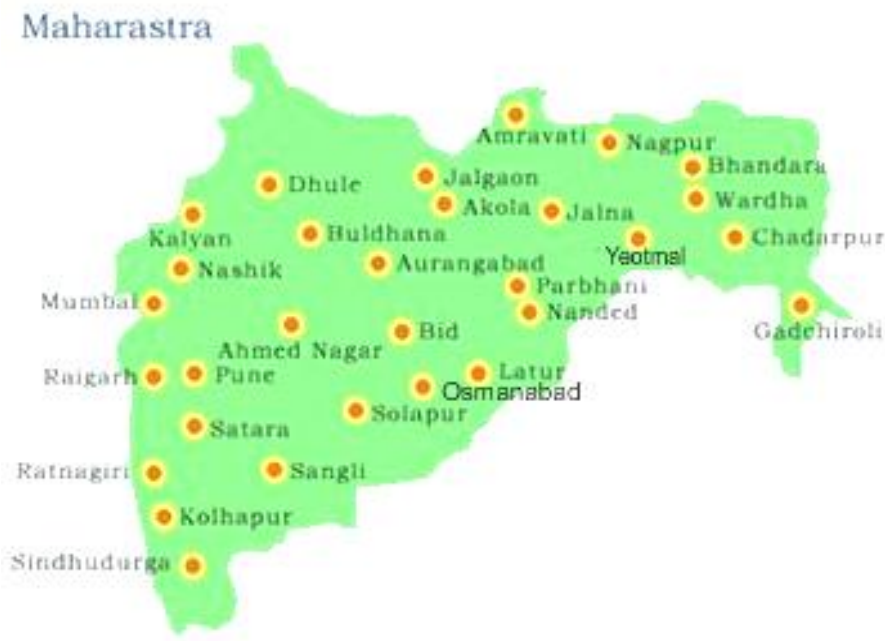 Maharastra
Amravati
Nagpur
Bhandara
Dhule
Jalgaon
Wardha
Akola
Jalna
Kalyan
Buldhana
Chadarpur
Yeotmal
Nashik
Aurangabad
Parbhani
Mumbai
Nanded
Gadchiroli
Bid
Ahmed Nagar
Raigarh
Pune
Latur
Osmanabad
Solapur
Satara
Ratnagiri
Sangli
Kolhapur
Sindhudurga